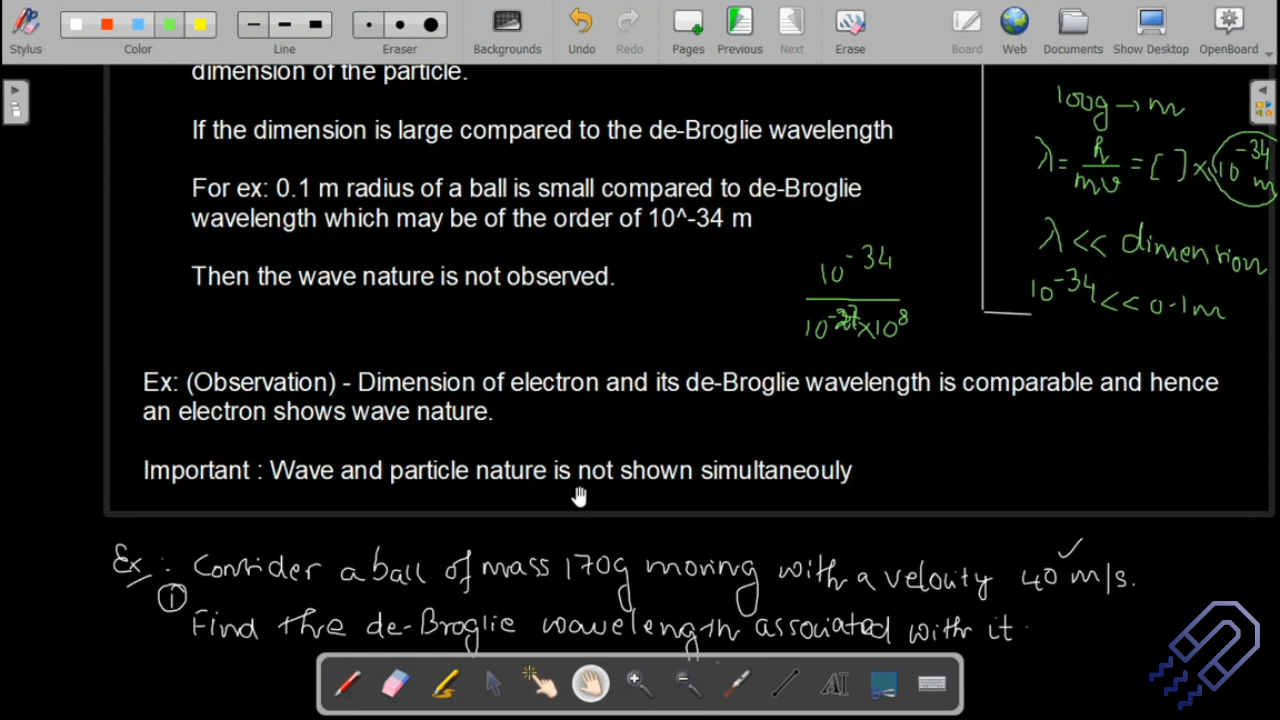 Stylus Color Line Eraser Backgrounds Undo Redo Pages Previous Next Erase Board Web Documents Show Desktop OpenBoard
dimension of the particle.
If the dimension is large compared to the de-Broglie wavelength
For ex: 0.1 m radius of a ball is small compared to de-Broglie
wavelength which may be of the order of 10^-34 m
Then the wave nature is not observed.
100g → m
λ = h/mv = [ ] × 10^-34 m
λ << dimension
10^-34 << 0.1m
10^-34
× 10^8
Ex: (Observation) - Dimension of electron and its de-Broglie wavelength is comparable and hence
an electron shows wave nature.
Important : Wave and particle nature is not shown simultaneouly
Ex : Consider a ball of mass 170g moving with a velouty 40 m/s.
① Find the de-Broglie wavelength associated with it.
AI